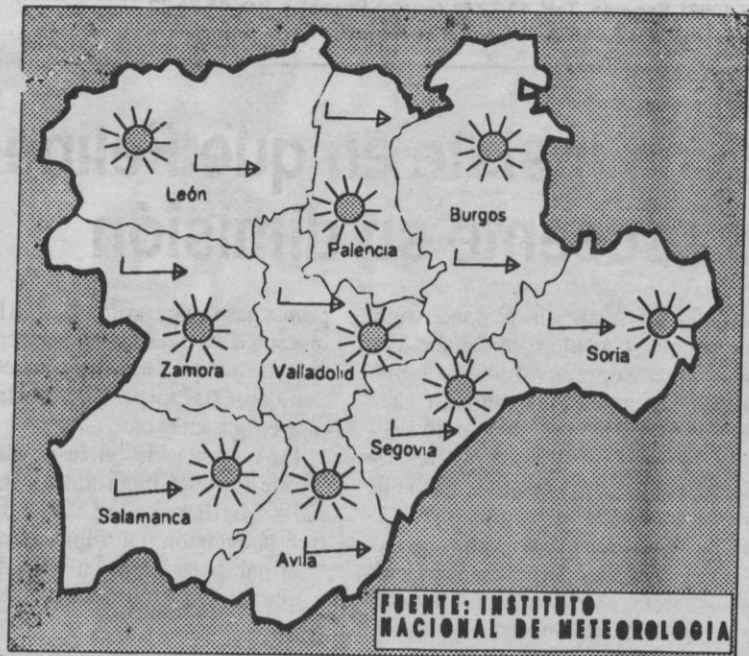 León
Palencia
Burgos
Zamora
Valladolid
Soria
Segovia
Salamanca
Avila
FUENTE: INSTITUTO
NACIONAL DE METEOROLOGIA